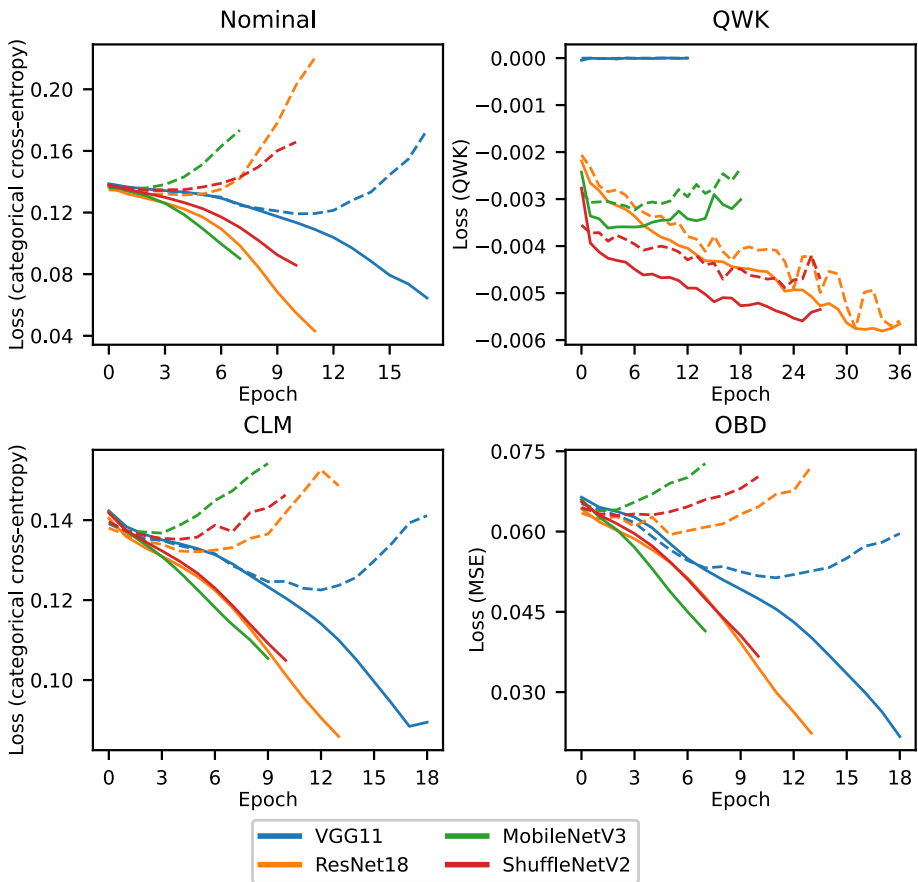 Nominal
QWK
Loss (categorical cross-entropy)
0.20
0.16
0.12
0.08
0.04
0 3 6 9 12 15
Epoch
Loss (QWK)
0.000
−0.001
−0.002
−0.003
−0.004
−0.005
−0.006
0 6 12 18 24 30 36
Epoch
CLM
OBD
Loss (categorical cross-entropy)
0.14
0.12
0.10
0 3 6 9 12 15 18
Epoch
Loss (MSE)
0.075
0.060
0.045
0.030
0 3 6 9 12 15 18
Epoch
VGG11
ResNet18
MobileNetV3
ShuffleNetV2